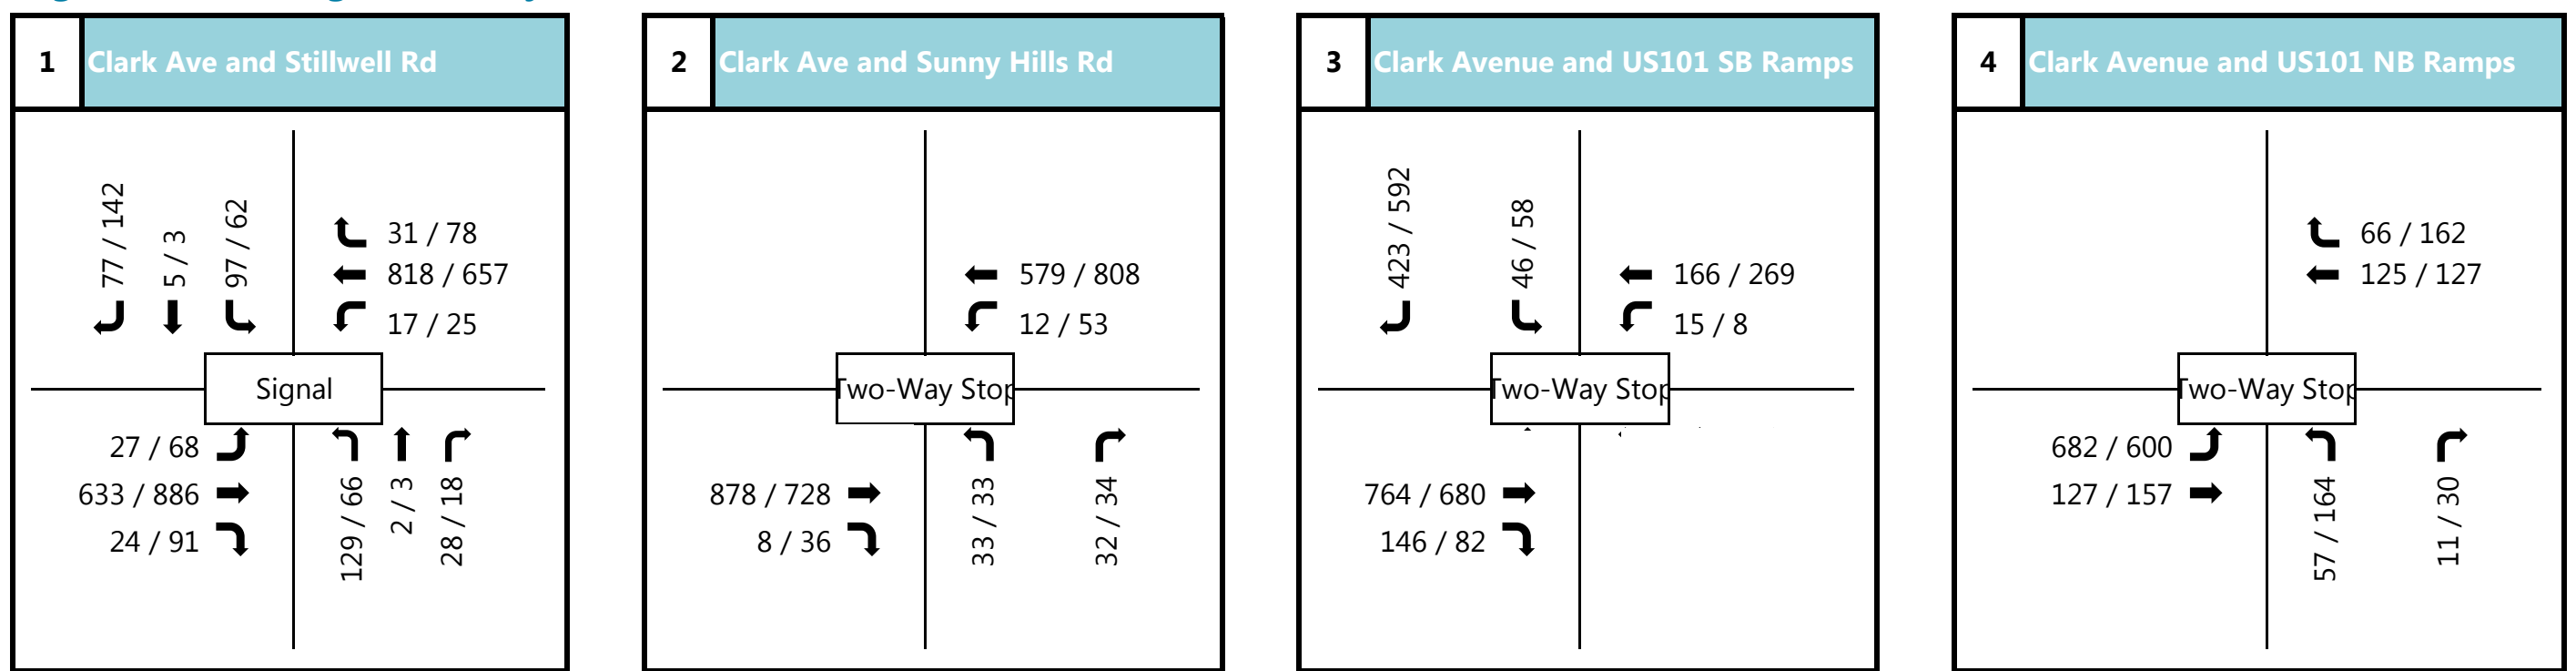 1 Clark Ave and Stillwell Rd
77 / 142
5 / 3
97 / 62
31 / 78
818 / 657
17 / 25
Signal
27 / 68
633 / 886
24 / 91
129 / 66
2 / 3
28 / 18
2 Clark Ave and Sunny Hills Rd
579 / 808
12 / 53
Two-Way Stop
878 / 728
8 / 36
33 / 33
32 / 34
3 Clark Avenue and US101 SB Ramps
423 / 592
46 / 58
166 / 269
15 / 8
Two-Way Stop
764 / 680
146 / 82
4 Clark Avenue and US101 NB Ramps
66 / 162
125 / 127
Two-Way Stop
682 / 600
127 / 157
57 / 164
11 / 30